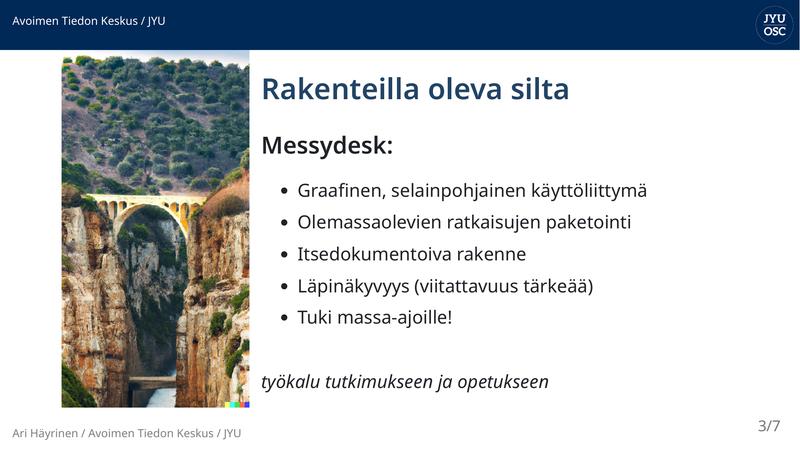 Avoimen Tiedon Keskus / JYU
JYU
OSC
Rakenteilla oleva silta
Messydesk:
• Graafinen, selainpohjainen käyttöliittymä
• Olemassaolevien ratkaisujen paketointi
• Itsedokumentoiva rakenne
• Läpinäkyvyys (viitattavuus tärkeää)
• Tuki massa-ajoille!
työkalu tutkimukseen ja opetukseen
Ari Häyrinen / Avoimen Tiedon Keskus / JYU
3/7